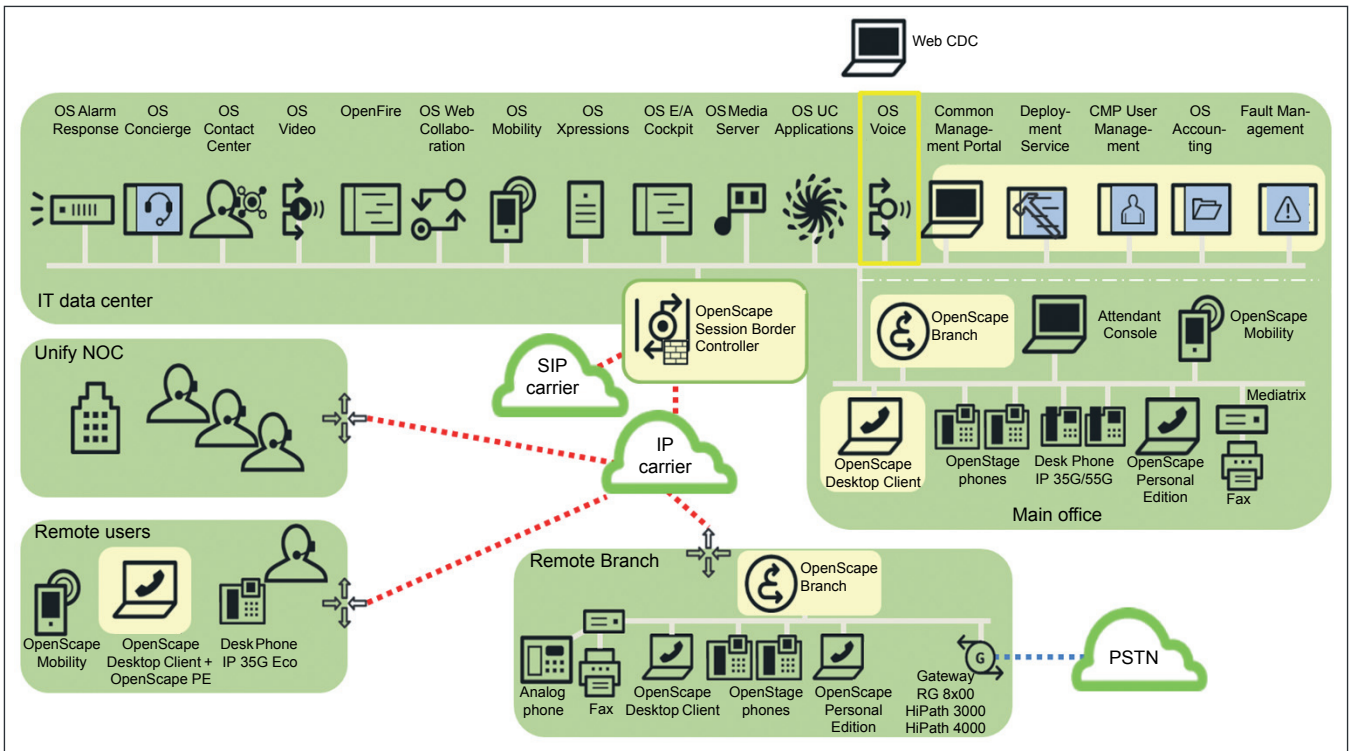 Web CDC
OS Alarm
Response
OS
Concierge
OS
Contact
Center
OS
Video
OpenFire
OS Web
Collabo-
ration
OS
Mobility
OS
Xpressions
OS E/A
Cockpit
OS Media
Server
OS UC
Applications
OS
Voice
Common
Manage-
ment Portal
Deploy-
ment
Service
CMP User
Manage-
ment
OS
Accoun-
ting
Fault Man-
agement
IT data center
OpenScape
Session Border
Controller
OpenScape
Branch
Attendant
Console
OpenScape
Mobility
Unify NOC
SIP
carrier
IP
carrier
Mediatrix
OpenScape
Desktop Client
OpenStage
phones
Desk Phone
IP 35G/55G
OpenScape
Personal
Edition
Fax
Main office
Remote users
OpenScape
Mobility
OpenScape
Desktop Client +
OpenScape PE
DeskPhone
IP 35G Eco
Remote Branch
OpenScape
Branch
Analog
phone
Fax
OpenScape
Desktop Client
OpenStage
phones
OpenScape
Personal
Edition
G
Gateway
RG 8x00
HiPath 3000
HiPath 4000
PSTN